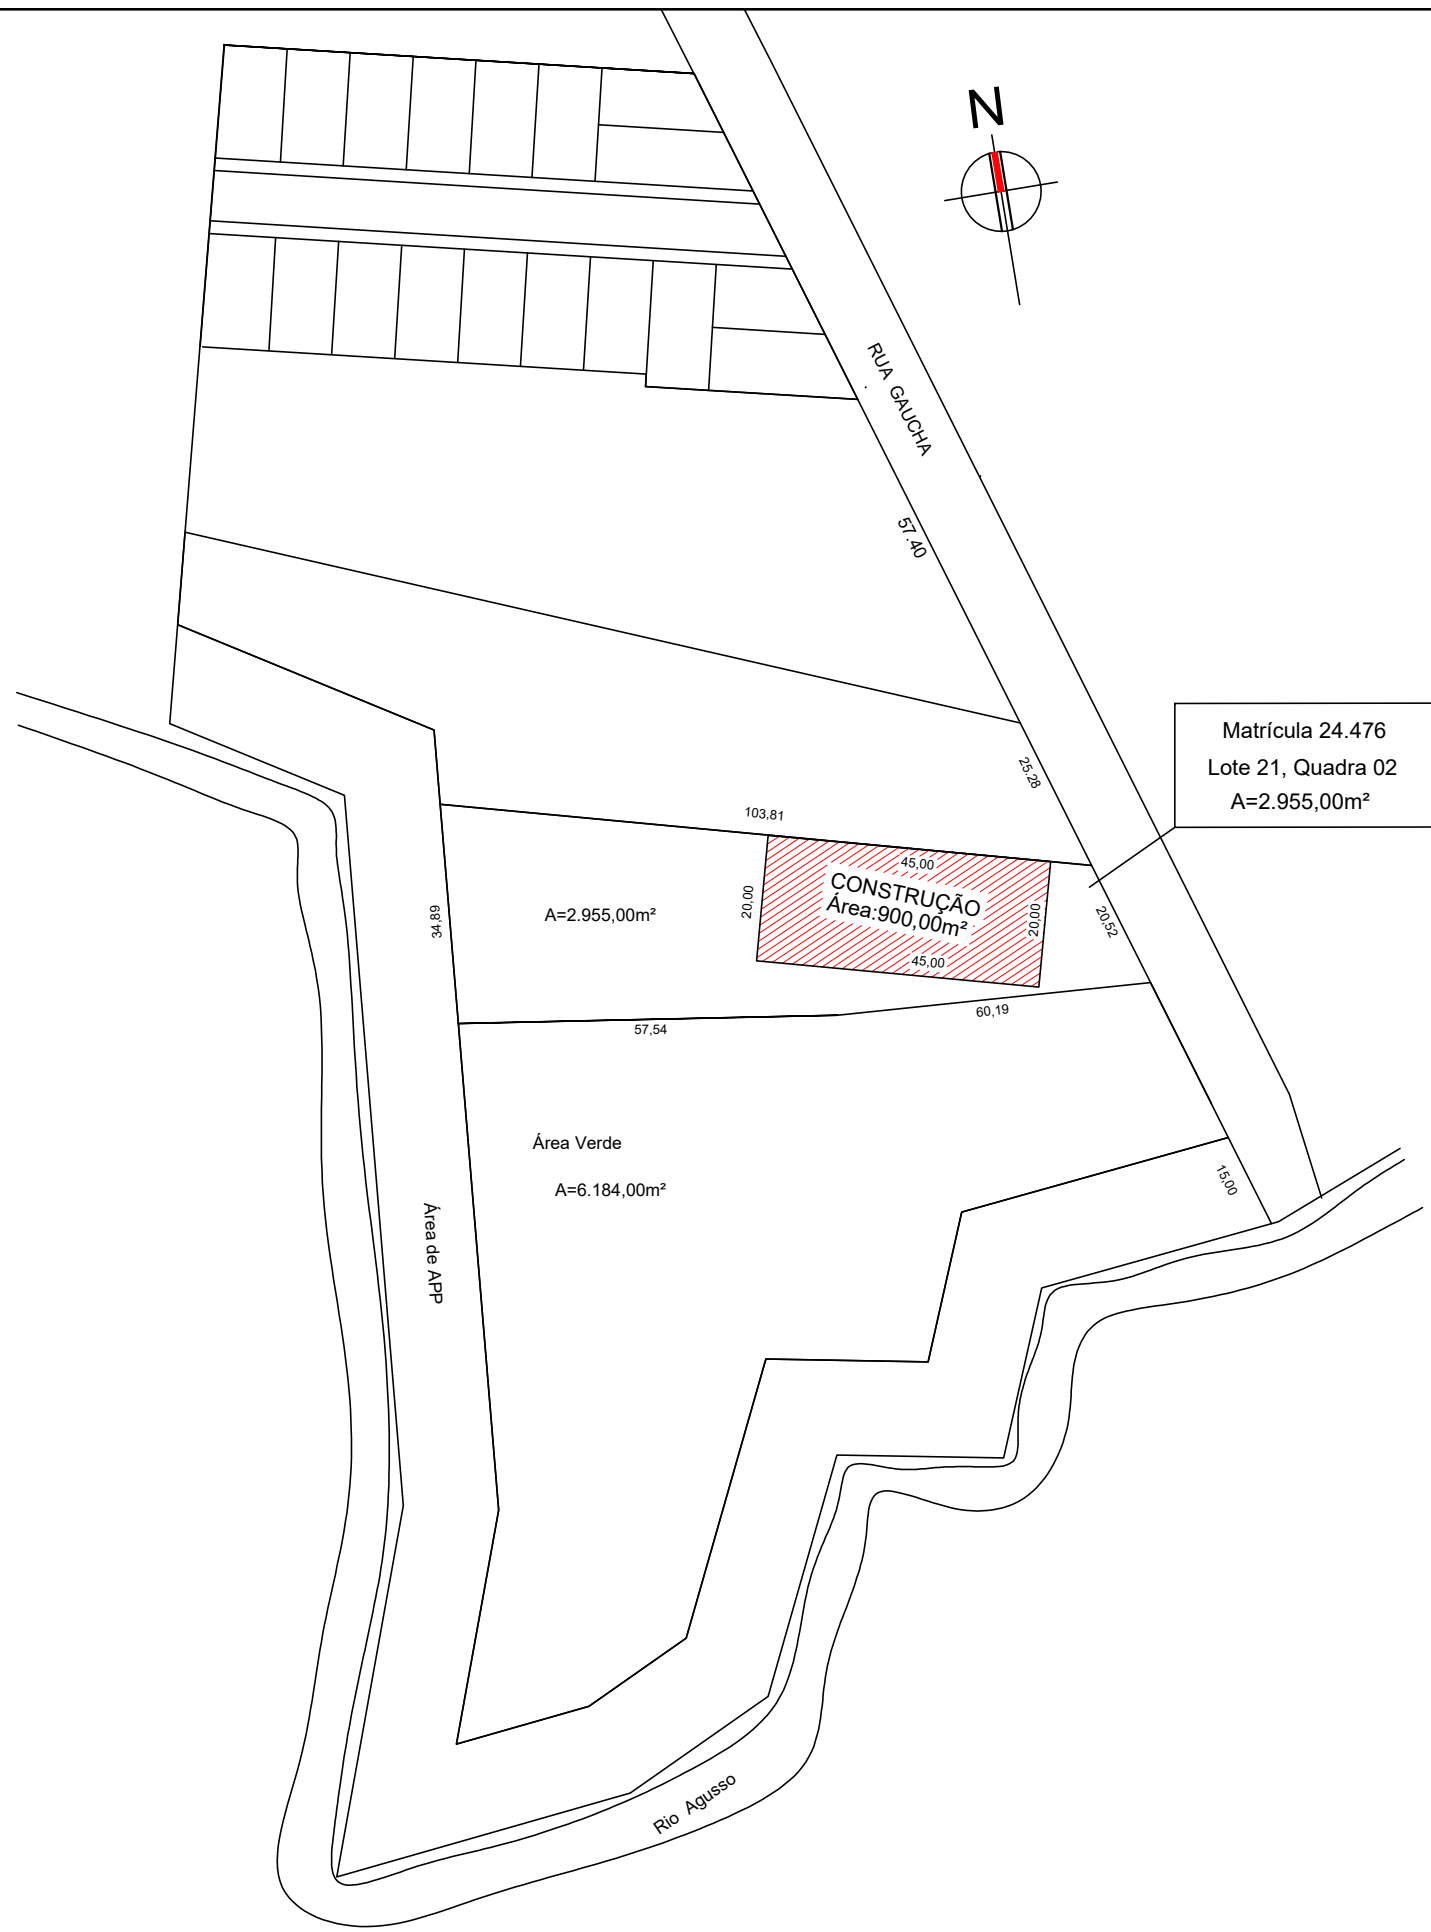 N
RUA GAUCHA
57.40
Matrícula 24.476
Lote 21, Quadra 02
A=2.955,00m²
25.28
103,81
45,00
CONSTRUÇÃO
Área:900,00m²
20,00
20,00
45,00
20,52
34,89
A=2.955,00m²
57,54
60,19
Área Verde
A=6.184,00m²
15,00
Área de APP
Rio Agusso